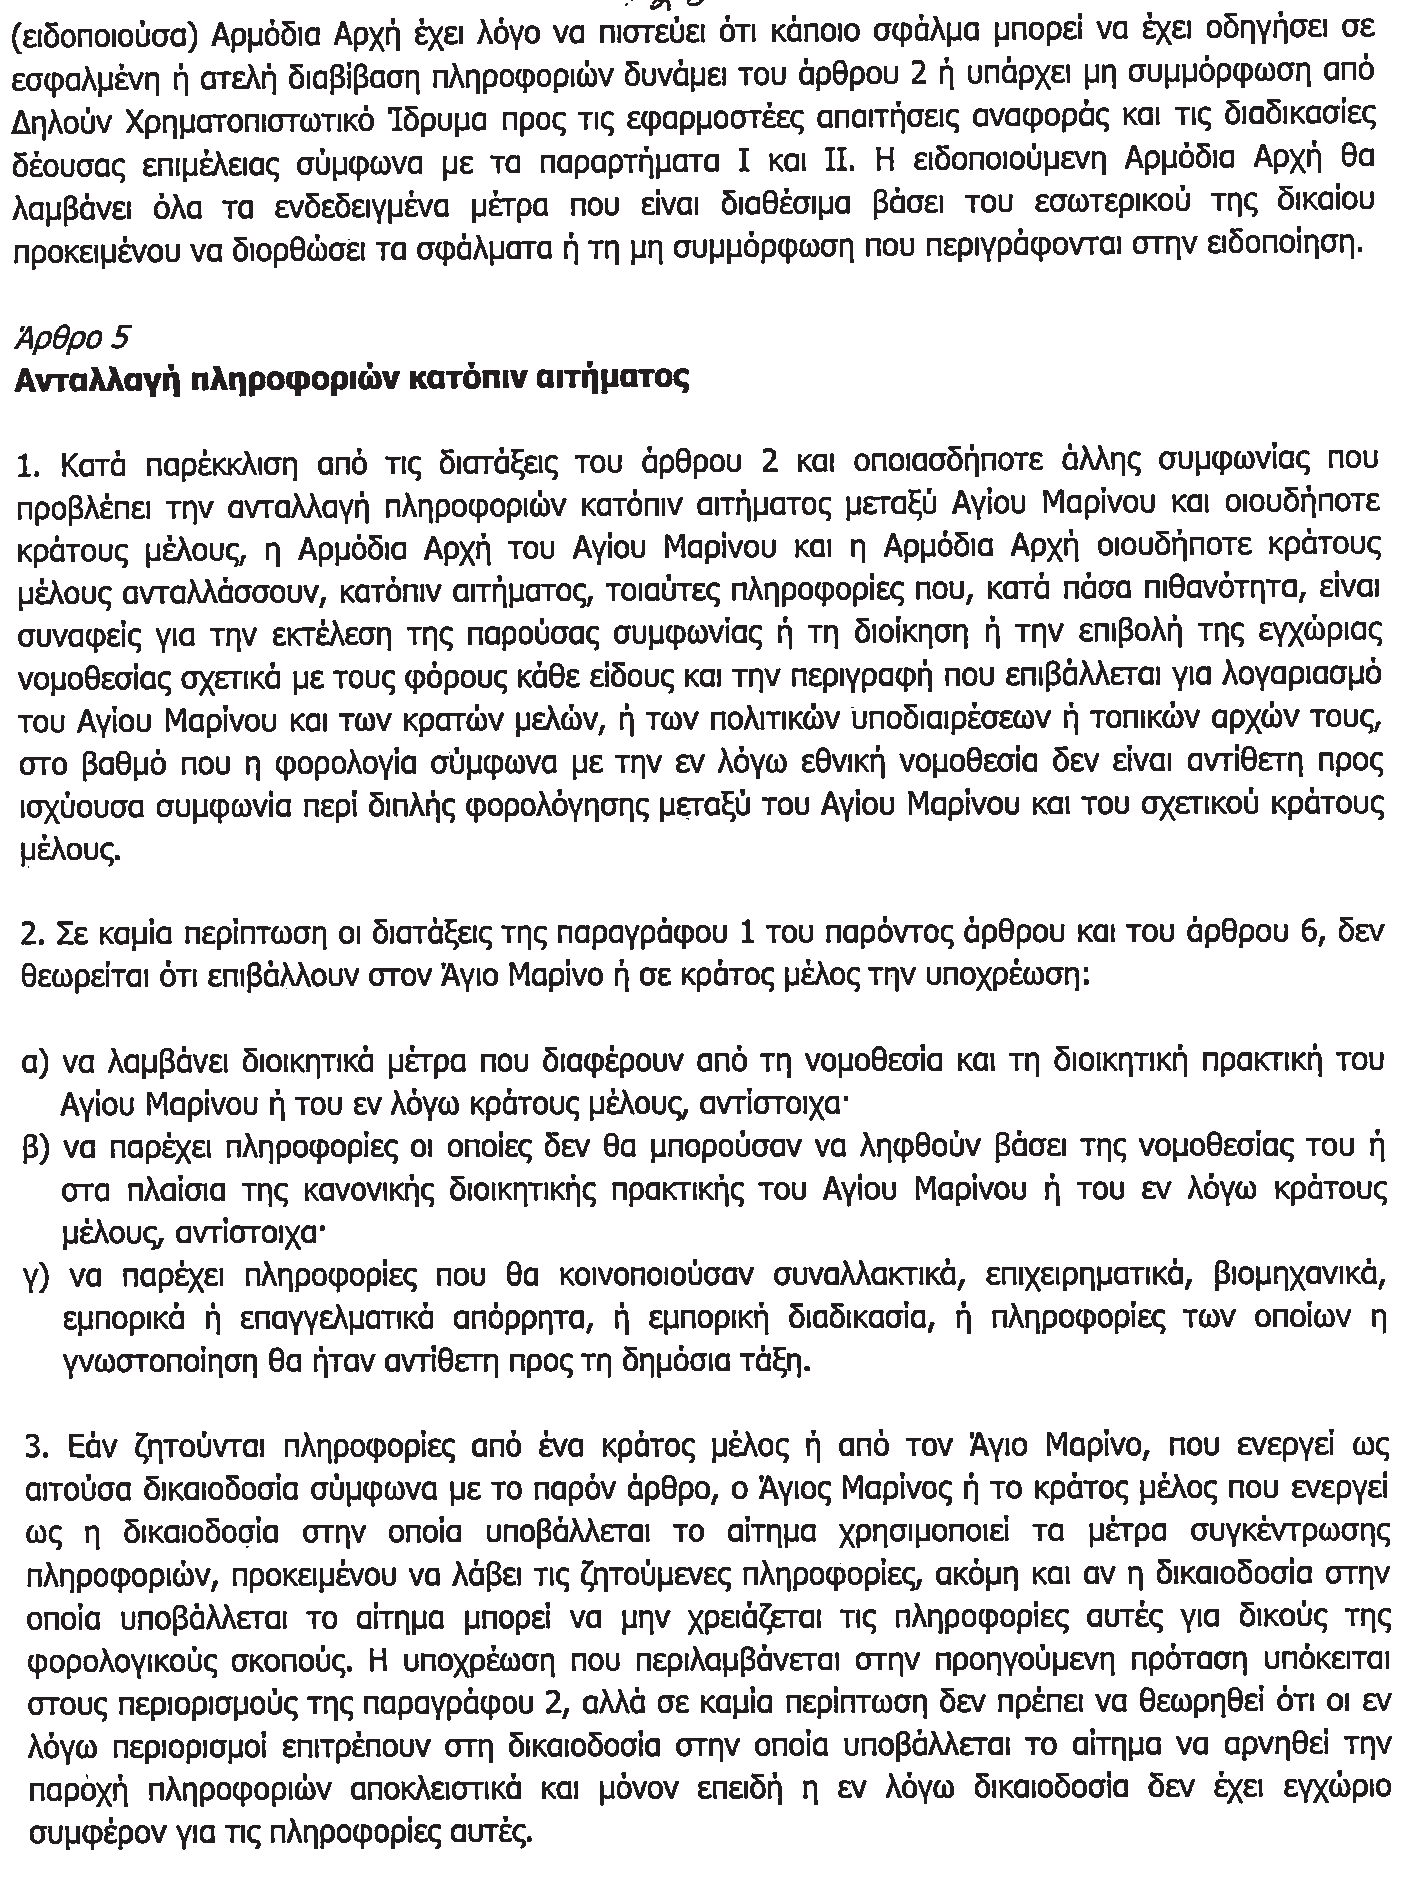 (ειδοποιούσα) Αρμόδια Αρχή έχει λόγο να πιστεύει ότι κάποιο σφάλμα μπορεί να έχει οδηγήσει σε
εσφαλμένη ή ατελή διαβίβαση πληροφοριών δυνάμει του άρθρου 2 ή υπάρχει μη συμμόρφωση από
Δηλούν Χρηματοπιστωτικό Ίδρυμα προς τις εφαρμοστέες απαιτήσεις αναφοράς και τις διαδικασίες
δέουσας επιμέλειας σύμφωνα με τα παραρτήματα Ι και ΙΙ. Η ειδοποιούμενη Αρμόδια Αρχή θα
λαμβάνει όλα τα ενδεδειγμένα μέτρα που είναι διαθέσιμα βάσει του εσωτερικού της δικαίου
προκειμένου να διορθώσει τα σφάλματα ή τη μη συμμόρφωση που περιγράφονται στην ειδοποίηση.
Άρθρο 5
Ανταλλαγή πληροφοριών κατόπιν αιτήματος
1. Κατά παρέκκλιση από τις διατάξεις του άρθρου 2 και οποιασδήποτε άλλης συμφωνίας που
προβλέπει την ανταλλαγή πληροφοριών κατόπιν αιτήματος μεταξύ Αγίου Μαρίνου και οιουδήποτε
κράτους μέλους, η Αρμόδια Αρχή του Αγίου Μαρίνου και η Αρμόδια Αρχή οιουδήποτε κράτους
μέλους ανταλλάσσουν, κατόπιν αιτήματος, τοιαύτες πληροφορίες που, κατά πάσα πιθανότητα, είναι
συναφείς για την εκτέλεση της παρούσας συμφωνίας ή τη διοίκηση ή την επιβολή της εγχώριας
νομοθεσίας σχετικά με τους φόρους κάθε είδους και την περιγραφή που επιβάλλεται για λογαριασμό
του Αγίου Μαρίνου και των κρατών μελών, ή των πολιτικών υποδιαιρέσεων ή τοπικών αρχών τους,
στο βαθμό που η φορολογία σύμφωνα με την εν λόγω εθνική νομοθεσία δεν είναι αντίθετη προς
ισχύουσα συμφωνία περί διπλής φορολόγησης μεταξύ του Αγίου Μαρίνου και του σχετικού κράτους
μέλους.
2. Σε καμία περίπτωση οι διατάξεις της παραγράφου 1 του παρόντος άρθρου και του άρθρου 6, δεν
θεωρείται ότι επιβάλλουν στον Άγιο Μαρίνο ή σε κράτος μέλος την υποχρέωση:
α) να λαμβάνει διοικητικά μέτρα που διαφέρουν από τη νομοθεσία και τη διοικητική πρακτική του
Αγίου Μαρίνου ή του εν λόγω κράτους μέλους, αντίστοιχα·
β) να παρέχει πληροφορίες οι οποίες δεν θα μπορούσαν να ληφθούν βάσει της νομοθεσίας του ή
στα πλαίσια της κανονικής διοικητικής πρακτικής του Αγίου Μαρίνου ή του εν λόγω κράτους
μέλους, αντίστοιχα·
γ) να παρέχει πληροφορίες που θα κοινοποιούσαν συναλλακτικά, επιχειρηματικά, βιομηχανικά,
εμπορικά ή επαγγελματικά απόρρητα, ή εμπορική διαδικασία, ή πληροφορίες των οποίων η
γνωστοποίηση θα ήταν αντίθετη προς τη δημόσια τάξη.
3. Εάν ζητούνται πληροφορίες από ένα κράτος μέλος ή από τον Άγιο Μαρίνο, που ενεργεί ως
αιτούσα δικαιοδοσία σύμφωνα με το παρόν άρθρο, ο Άγιος Μαρίνος ή το κράτος μέλος που ενεργεί
ως η δικαιοδοσία στην οποία υποβάλλεται το αίτημα χρησιμοποιεί τα μέτρα συγκέντρωσης
πληροφοριών, προκειμένου να λάβει τις ζητούμενες πληροφορίες, ακόμη και αν η δικαιοδοσία στην
οποία υποβάλλεται το αίτημα μπορεί να μην χρειάζεται τις πληροφορίες αυτές για δικούς της
φορολογικούς σκοπούς. Η υποχρέωση που περιλαμβάνεται στην προηγούμενη πρόταση υπόκειται
στους περιορισμούς της παραγράφου 2, αλλά σε καμία περίπτωση δεν πρέπει να θεωρηθεί ότι οι εν
λόγω περιορισμοί επιτρέπουν στη δικαιοδοσία στην οποία υποβάλλεται το αίτημα να αρνηθεί την
παροχή πληροφοριών αποκλειστικά και μόνον επειδή η εν λόγω δικαιοδοσία δεν έχει εγχώριο
συμφέρον για τις πληροφορίες αυτές.